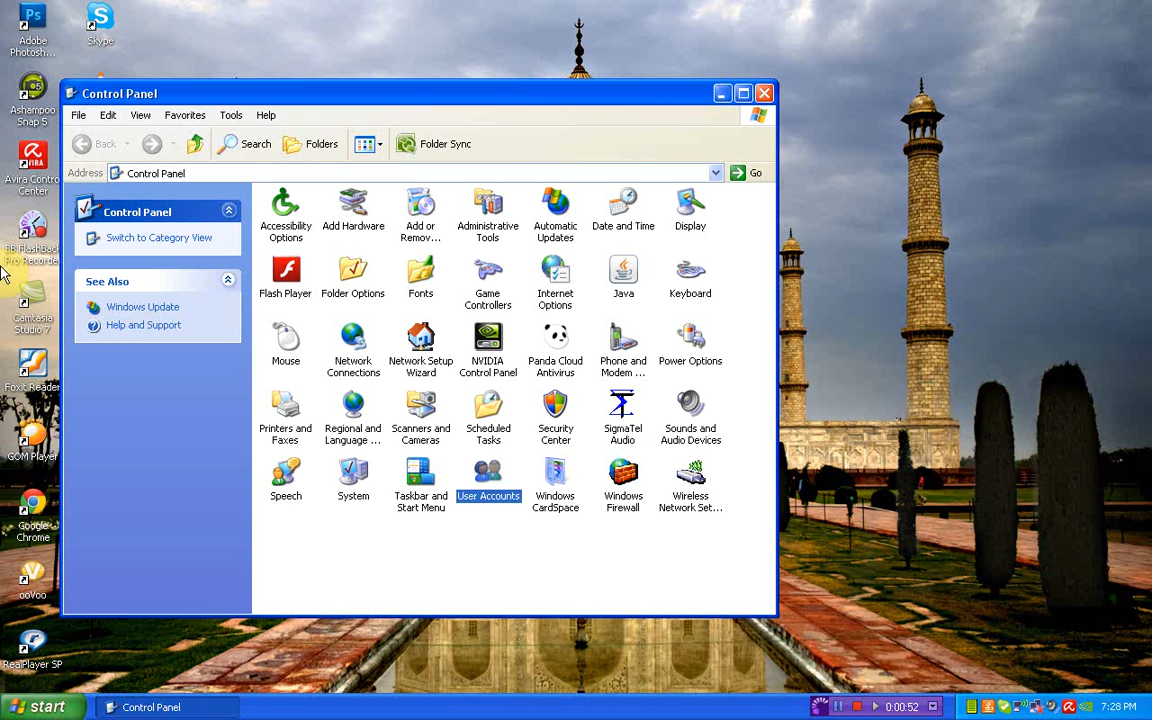 Adobe
Photosh...
Skype
Ashampoo
Snap 5
Avira Control
Center
BB FlashBack
Pro Recorder
Camtasia
Studio 7
Foxit Reader
GOM Player
Google
Chrome
ooVoo
RealPlayer SP
Control Panel
File Edit View Favorites Tools Help
Back Search Folders Folder Sync
Address Control Panel Go
Control Panel
Switch to Category View
See Also
Windows Update
Help and Support
Accessibility
Options
Add Hardware
Add or
Remov...
Administrative
Tools
Automatic
Updates
Date and Time
Display
Flash Player
Folder Options
Fonts
Game
Controllers
Internet
Options
Java
Keyboard
Mouse
Network
Connections
Network Setup
Wizard
NVIDIA
Control Panel
Panda Cloud
Antivirus
Phone and
Modem ...
Power Options
Printers and
Faxes
Regional and
Language ...
Scanners and
Cameras
Scheduled
Tasks
Security
Center
SigmaTel
Audio
Sounds and
Audio Devices
Speech
System
Taskbar and
Start Menu
User Accounts
Windows
CardSpace
Windows
Firewall
Wireless
Network Set...
start
Control Panel
0:00:52
7:28 PM